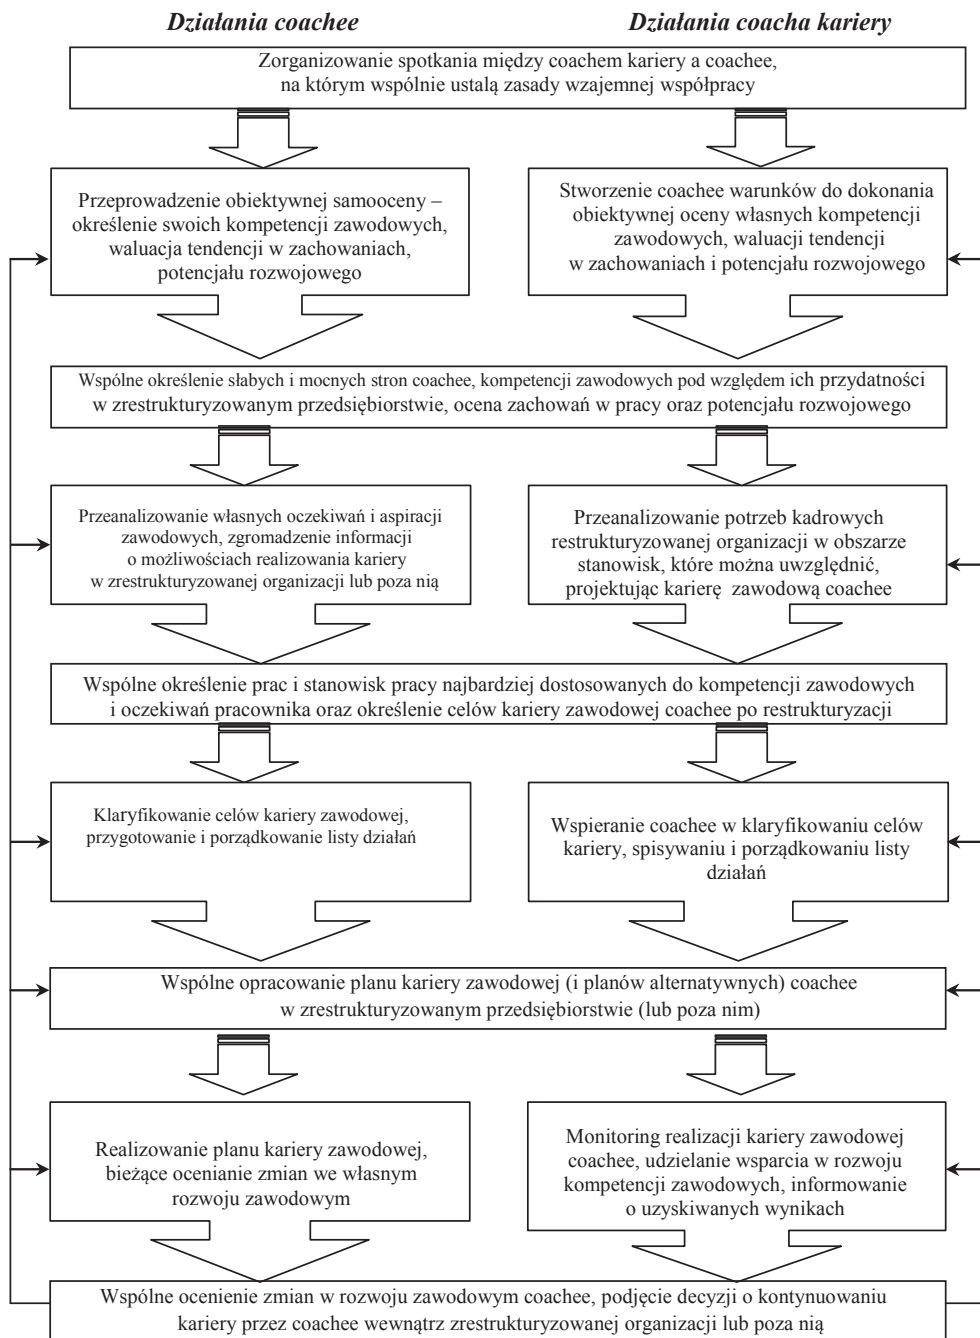 Działania coachee
Działania coacha kariery
Zorganizowanie spotkania między coachem kariery a coachee,
na którym wspólnie ustalą zasady wzajemnej współpracy
Przeprowadzenie obiektywnej samooceny –
określenie swoich kompetencji zawodowych,
waluacja tendencji w zachowaniach,
potencjału rozwojowego
Stworzenie coachee warunków do dokonania
obiektywnej oceny własnych kompetencji
zawodowych, waluacji tendencji
w zachowaniach i potencjału rozwojowego
Wspólne określenie słabych i mocnych stron coachee, kompetencji zawodowych pod względem ich przydatności
w zrestrukturyzowanym przedsiębiorstwie, ocena zachowań w pracy oraz potencjału rozwojowego
Przeanalizowanie własnych oczekiwań i aspiracji
zawodowych, zgromadzenie informacji
o możliwościach realizowania kariery
w zrestrukturyzowanej organizacji lub poza nią
Przeanalizowanie potrzeb kadrowych
restrukturyzowanej organizacji w obszarze
stanowisk, które można uwzględnić,
projektując karierę zawodową coachee
Wspólne określenie prac i stanowisk pracy najbardziej dostosowanych do kompetencji zawodowych
i oczekiwań pracownika oraz określenie celów kariery zawodowej coachee po restrukturyzacji
Klaryfikowanie celów kariery zawodowej,
przygotowanie i porządkowanie listy działań
Wspieranie coachee w klaryfikowaniu celów
kariery, spisywaniu i porządkowaniu listy
działań
Wspólne opracowanie planu kariery zawodowej (i planów alternatywnych) coachee
w zrestrukturyzowanym przedsiębiorstwie (lub poza nim)
Realizowanie planu kariery zawodowej,
bieżące ocenianie zmian we własnym
rozwoju zawodowym
Monitoring realizacji kariery zawodowej
coachee, udzielanie wsparcia w rozwoju
kompetencji zawodowych, informowanie
o uzyskiwanych wynikach
Wspólne ocenienie zmian w rozwoju zawodowym coachee, podjęcie decyzji o kontynuowaniu
kariery przez coachee wewnątrz zrestrukturyzowanej organizacji lub poza nią